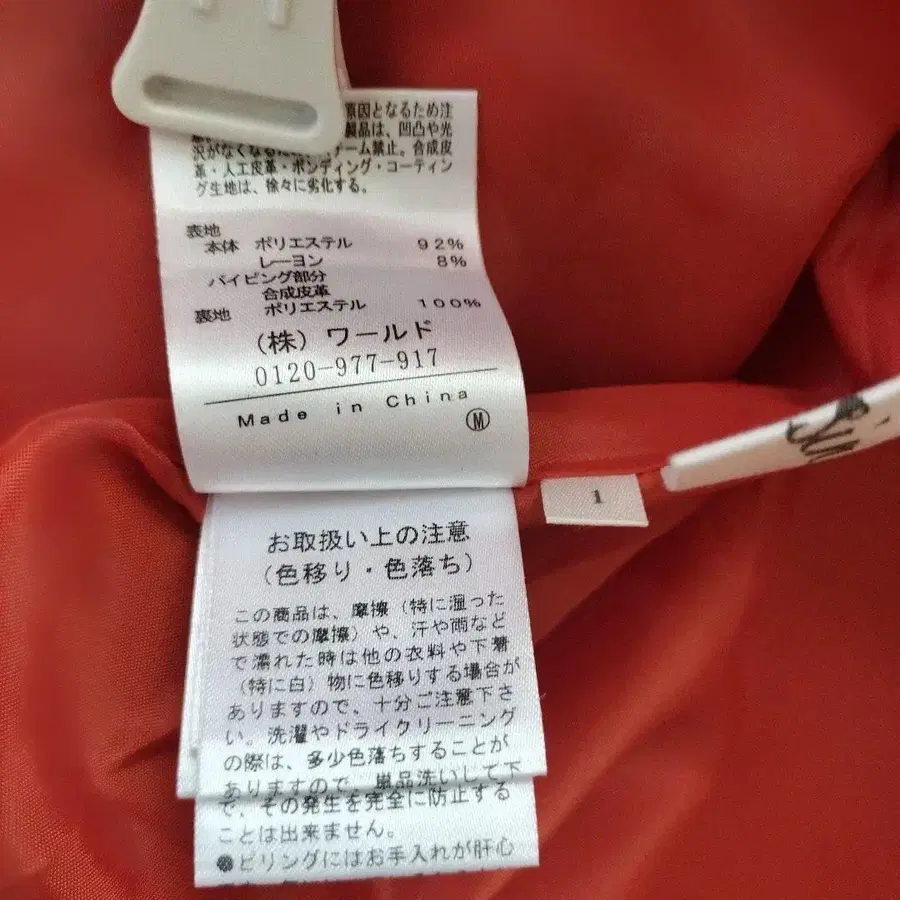 原因となるため注
製品は、凹凸や光
沢がなくなる
ーム禁止。合成皮
革・人工皮革・ボンディング・コーティン
グ生地は、徐々に劣化する。
表地
本体 ポリエステル 92%
レーヨン 8%
パイピング部分
合成皮革
裏地 ポリエステル 100%
(株)ワールド
0120-977-917
Made in China
M
1
お取扱い上の注意
(色移り・色落ち)
この商品は、摩擦(特に湿った
状態での摩擦)や、汗や雨など
で濡れた時は他の衣料や下着
(特に白)物に色移りする場合が
ありますので、十分ご注意下さ
い。洗濯やドライクリーニング
の際は、多少色落ちすることが
ありますので、単品洗いして下
で、その発生を完全に防止する
ことは出来ません。
●ピリングにはお手入れが肝心